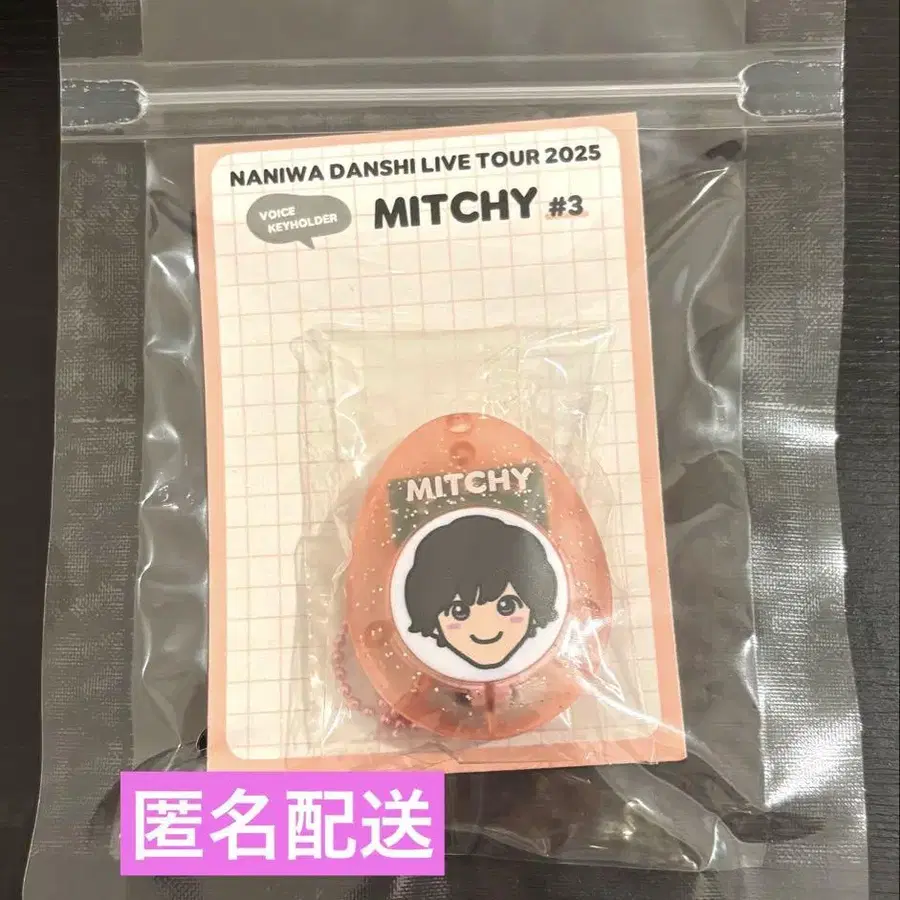 NANIWA DANSHI LIVE TOUR 2025
VOICE
KEYHOLDER
MITCHY #3
MITCHY
匿名配送